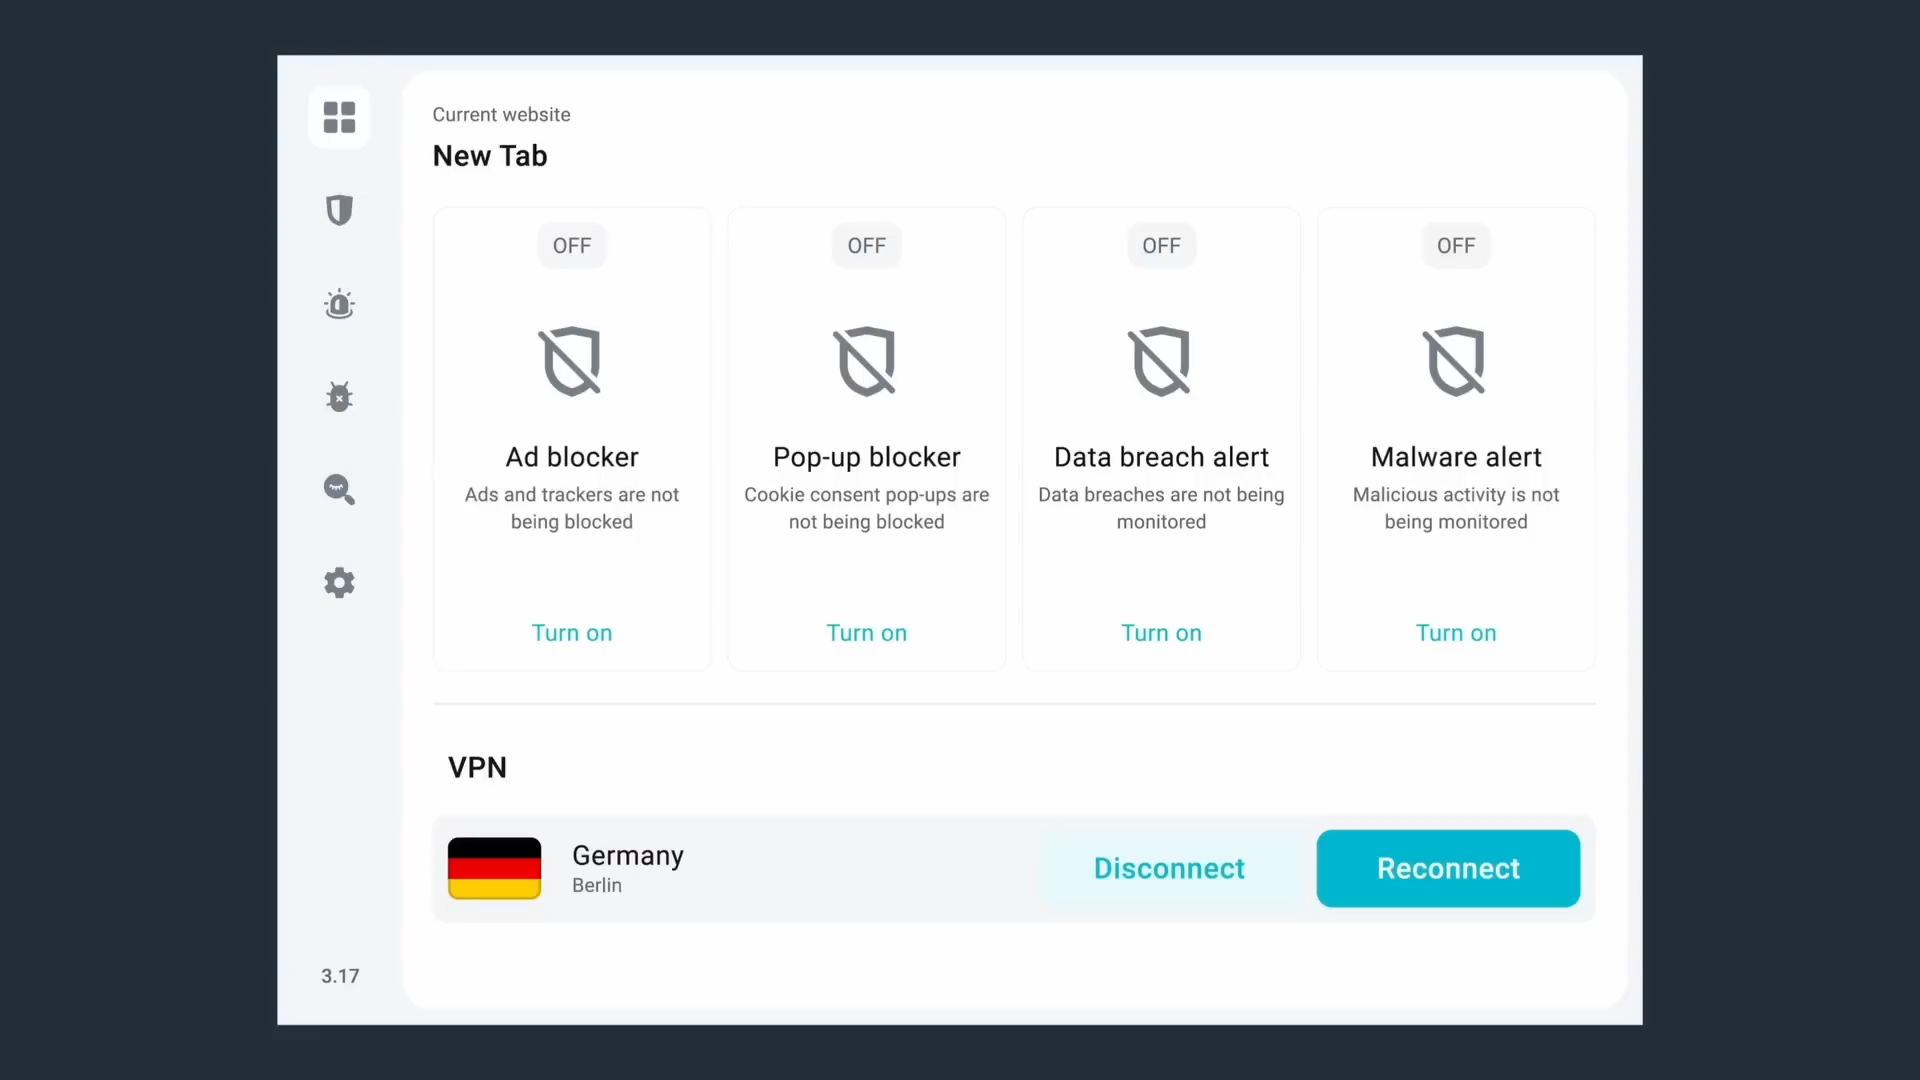 Current website
New Tab
OFF
OFF
OFF
OFF
Ad blocker
Ads and trackers are not
being blocked
Turn on
Pop-up blocker
Cookie consent pop-ups are
not being blocked
Turn on
Data breach alert
Data breaches are not being
monitored
Turn on
Malware alert
Malicious activity is not
being monitored
Turn on
VPN
Germany
Berlin
Disconnect
Reconnect
3.17